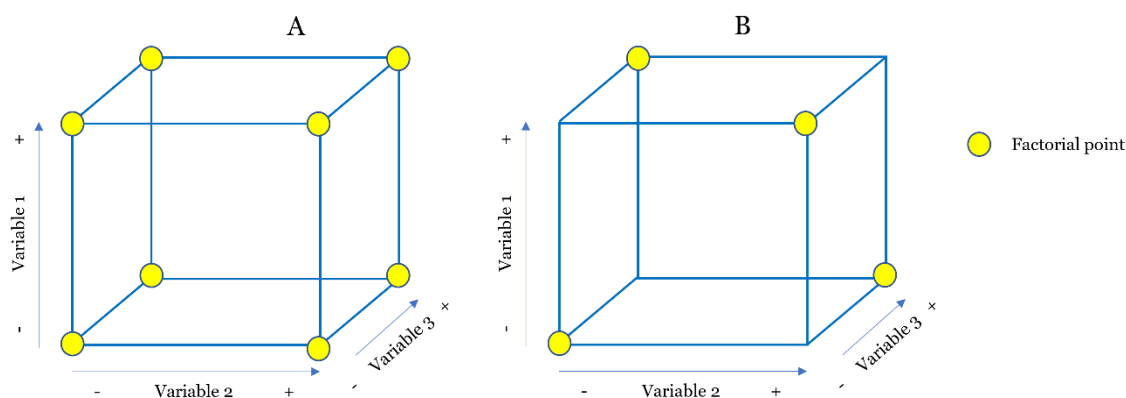 A
B
+
Variable 1
-
- Variable 2 +
- Variable 3 +
+
Variable 1
-
- Variable 2 +
- Variable 3 +
Factorial point